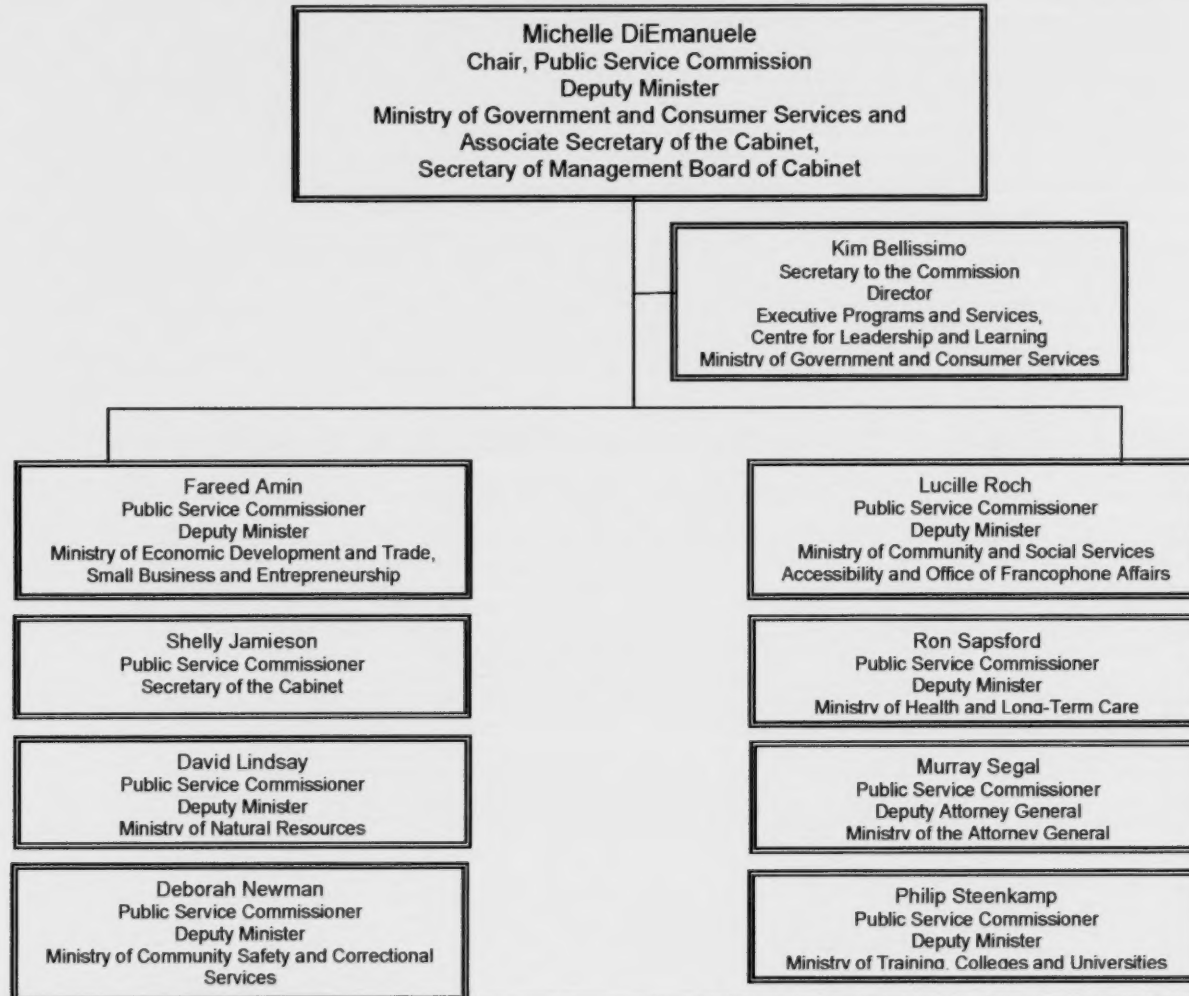 Michelle DiEmanuele
Chair, Public Service Commission
Deputy Minister
Ministry of Government and Consumer Services and
Associate Secretary of the Cabinet,
Secretary of Management Board of Cabinet
Kim Bellissimo
Secretary to the Commission
Director
Executive Programs and Services,
Centre for Leadership and Learning
Ministry of Government and Consumer Services
Fareed Amin
Public Service Commissioner
Deputy Minister
Ministry of Economic Development and Trade,
Small Business and Entrepreneurship
Shelly Jamieson
Public Service Commissioner
Secretary of the Cabinet
David Lindsay
Public Service Commissioner
Deputy Minister
Ministry of Natural Resources
Deborah Newman
Public Service Commissioner
Deputy Minister
Ministry of Community Safety and Correctional
Services
Lucille Roch
Public Service Commissioner
Deputy Minister
Ministry of Community and Social Services
Accessibility and Office of Francophone Affairs
Ron Sapsford
Public Service Commissioner
Deputy Minister
Ministry of Health and Long-Term Care
Murray Segal
Public Service Commissioner
Deputy Attorney General
Ministry of the Attorney General
Philip Steenkamp
Public Service Commissioner
Deputy Minister
Ministry of Training, Colleges and Universities